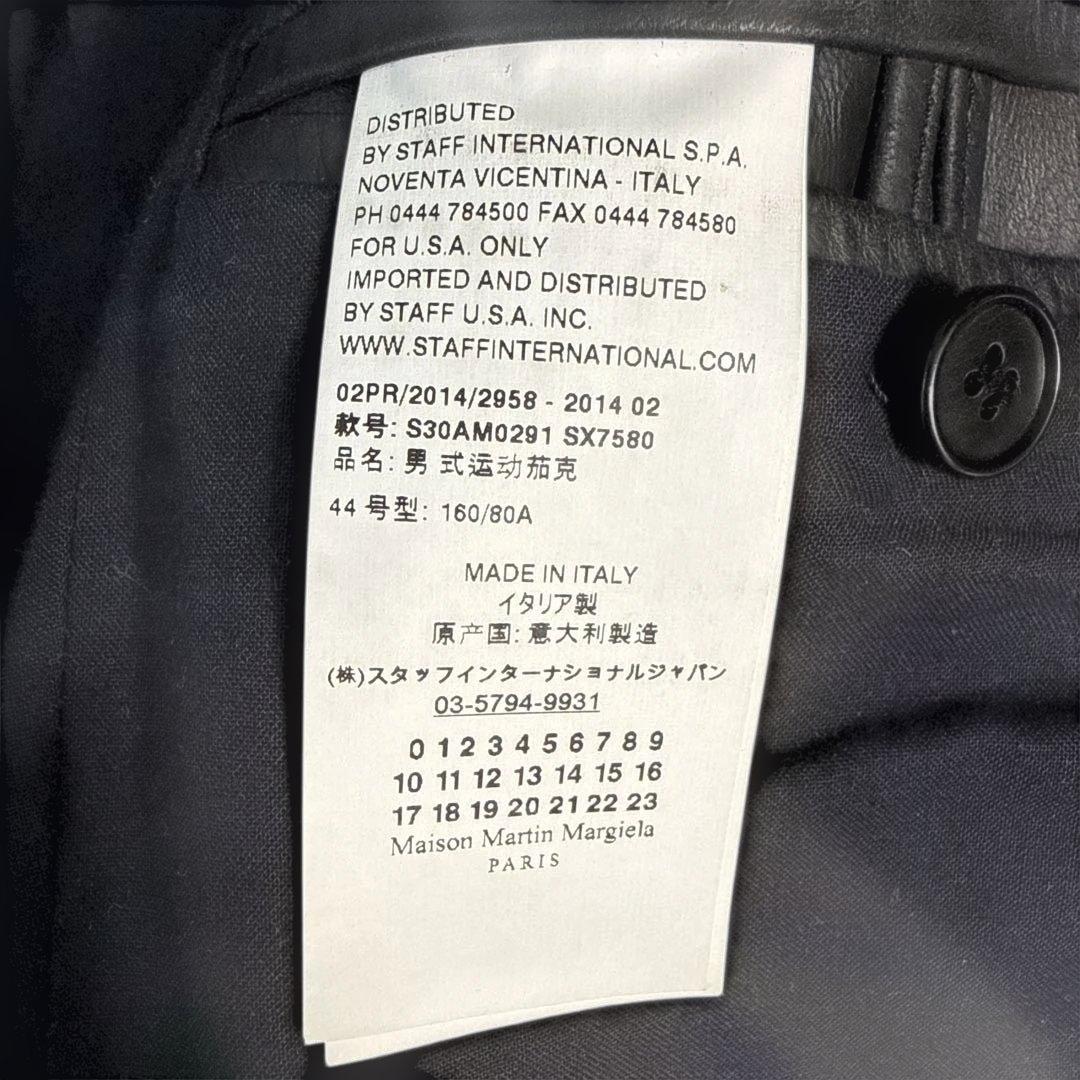 DISTRIBUTED
BY STAFF INTERNATIONAL S.P.A.
NOVENTA VICENTINA - ITALY
PH 0444 784500 FAX 0444 784580
FOR U.S.A. ONLY
IMPORTED AND DISTRIBUTED
BY STAFF U.S.A. INC.
WWW.STAFFINTERNATIONAL.COM
02PR/2014/2958 - 2014 02
款号: S30AM0291 SX7580
品名: 男 式运动茄克
44 号型: 160/80A
MADE IN ITALY
イタリア製
原产国: 意大利製造
(株)スタッフインターナショナルジャパン
03-5794-9931
0 1 2 3 4 5 6 7 8 9
10 11 12 13 14 15 16
17 18 19 20 21 22 23
Maison Martin Margiela
PARIS